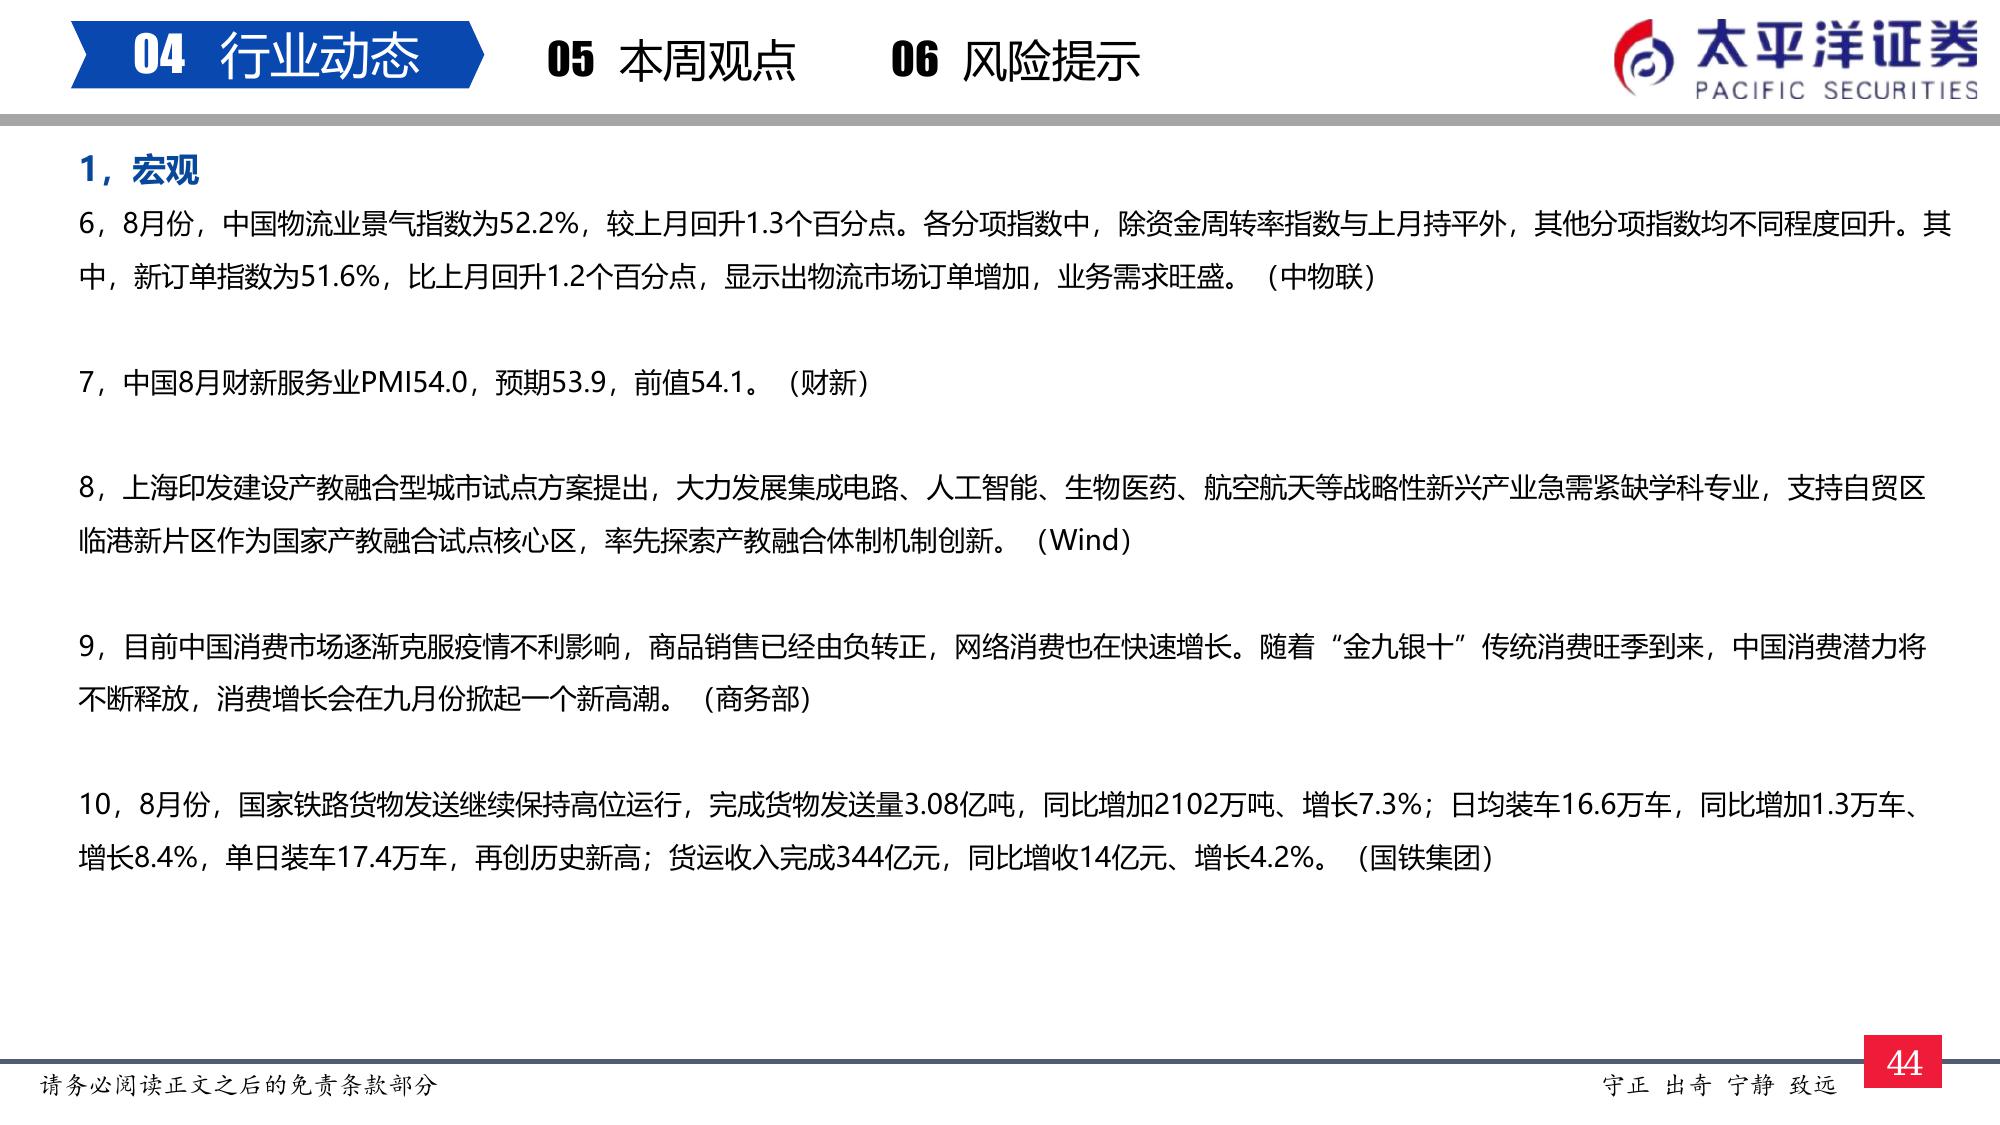 04 行业动态
05 本周观点
06 风险提示
太平洋证券
PACIFIC SECURITIES
1，宏观
6，8月份，中国物流业景气指数为52.2%，较上月回升1.3个百分点。各分项指数中，除资金周转率指数与上月持平外，其他分项指数均不同程度回升。其
中，新订单指数为51.6%，比上月回升1.2个百分点，显示出物流市场订单增加，业务需求旺盛。（中物联）
7，中国8月财新服务业PMI54.0，预期53.9，前值54.1。（财新）
8，上海印发建设产教融合型城市试点方案提出，大力发展集成电路、人工智能、生物医药、航空航天等战略性新兴产业急需紧缺学科专业，支持自贸区
临港新片区作为国家产教融合试点核心区，率先探索产教融合体制机制创新。（Wind）
9，目前中国消费市场逐渐克服疫情不利影响，商品销售已经由负转正，网络消费也在快速增长。随着“金九银十”传统消费旺季到来，中国消费潜力将
不断释放，消费增长会在九月份掀起一个新高潮。（商务部）
10，8月份，国家铁路货物发送继续保持高位运行，完成货物发送量3.08亿吨，同比增加2102万吨、增长7.3%；日均装车16.6万车，同比增加1.3万车、
增长8.4%，单日装车17.4万车，再创历史新高；货运收入完成344亿元，同比增收14亿元、增长4.2%。（国铁集团）
请务必阅读正文之后的免责条款部分
守正 出奇 宁静 致远
44